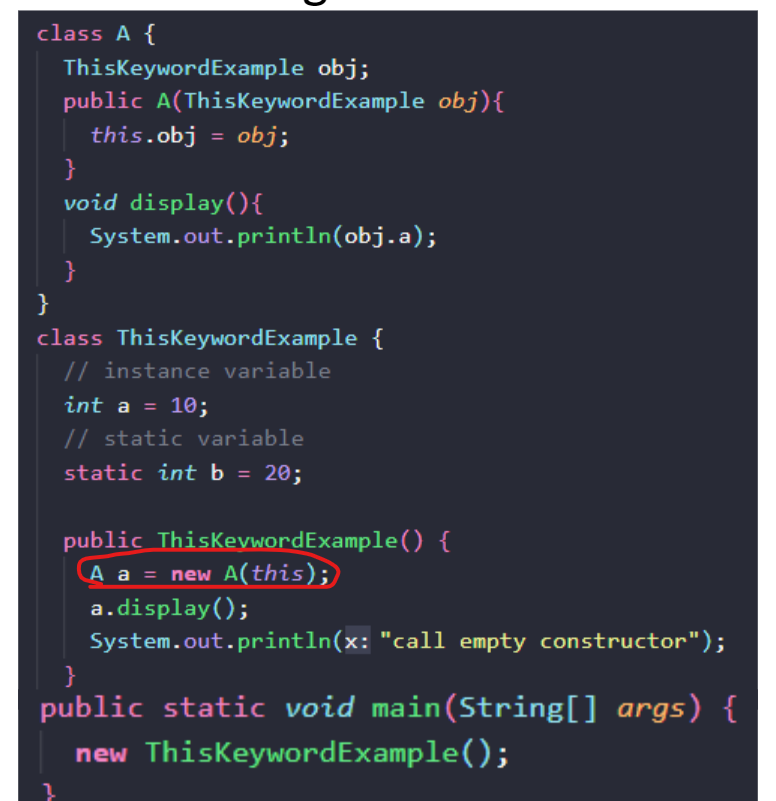 class A {
ThisKeywordExample obj;
public A(ThisKeywordExample obj){
this.obj = obj;
}
void display(){
System.out.println(obj.a);
}
}
class ThisKeywordExample {
// instance variable
int a = 10;
// static variable
static int b = 20;
public ThisKeywordExample() {
A a = new A(this);
a.display();
System.out.println(x: "call empty constructor");
}
public static void main(String[] args) {
new ThisKeywordExample();
}